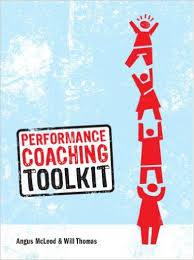 PERFORMANCE
COACHING
TOOLKIT
Angus McLeod & Will Thomas